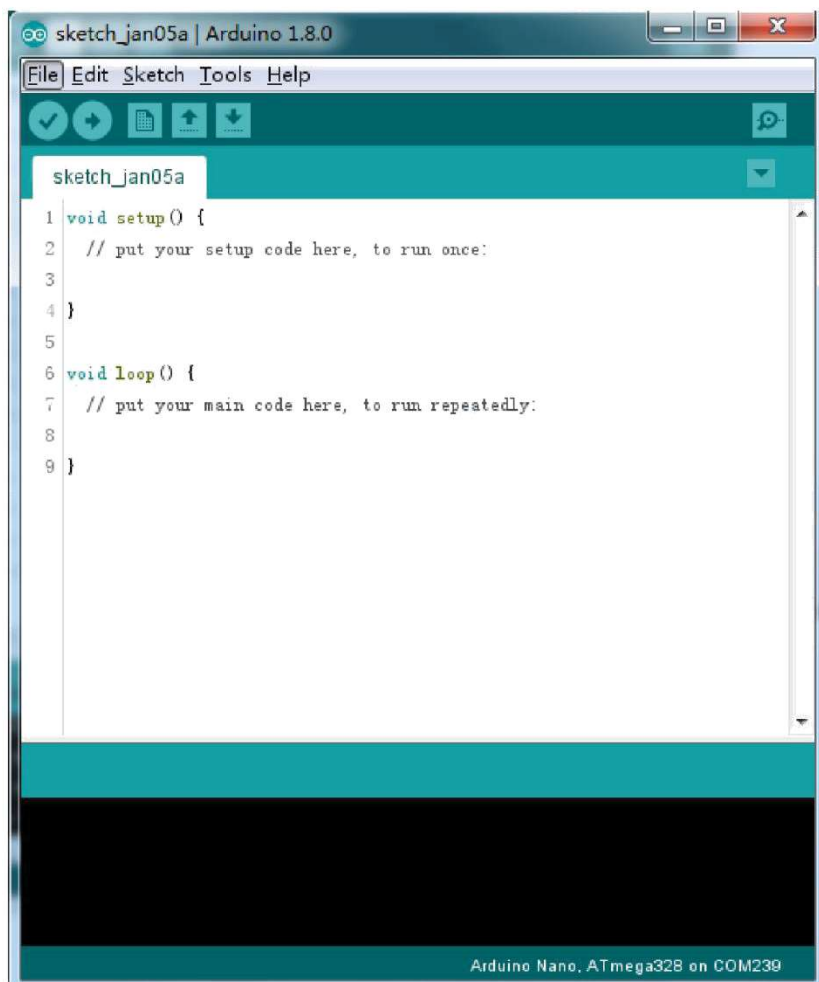 sketch_jan05a | Arduino 1.8.0
File Edit Sketch Tools Help
sketch_jan05a
1 void setup() {
2 // put your setup code here, to run once:
3
4 }
5
6 void loop() {
7 // put your main code here, to run repeatedly:
8
9 }
Arduino Nano, ATmega328 on COM239